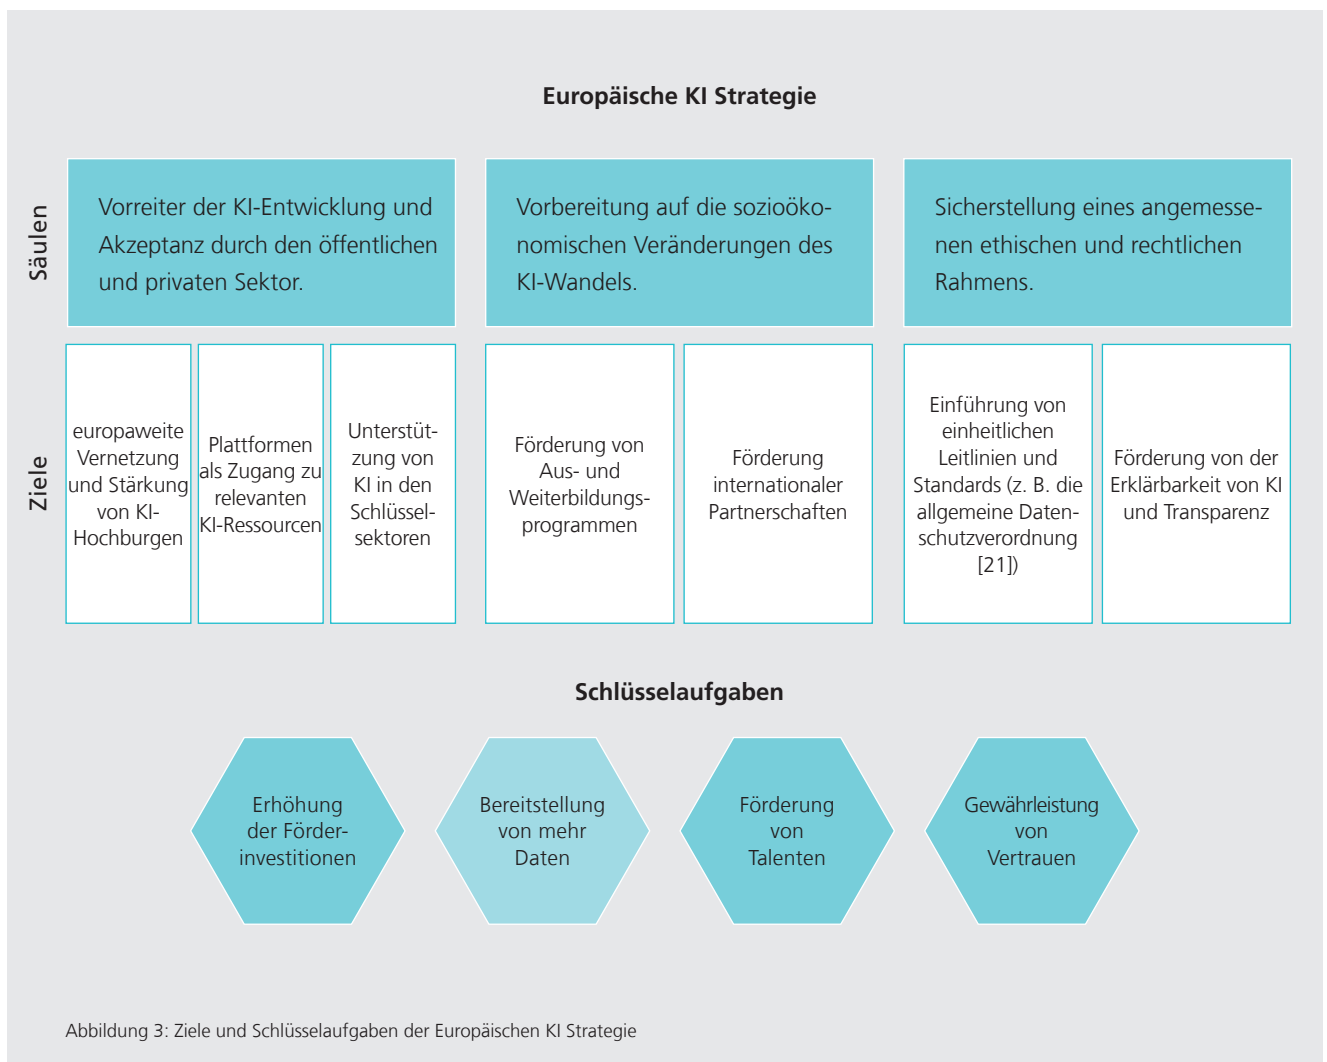 Europäische KI Strategie
Säulen
Vorreiter der KI-Entwicklung und
Akzeptanz durch den öffentlichen
und privaten Sektor.
Vorbereitung auf die sozioöko-
nomischen Veränderungen des
KI-Wandels.
Sicherstellung eines angemesse-
nen ethischen und rechtlichen
Rahmens.
Ziele
europaweite
Vernetzung
und Stärkung
von KI-
Hochburgen
Plattformen
als Zugang zu
relevanten
KI-Ressourcen
Unterstüt-
zung von
KI in den
Schlüssel-
sektoren
Förderung von
Aus- und
Weiterbildungs-
programmen
Förderung
internationaler
Partnerschaften
Einführung von
einheitlichen
Leitlinien und
Standards (z. B. die
allgemeine Daten-
schutzverordnung
[21])
Förderung von der
Erklärbarkeit von KI
und Transparenz
Schlüsselaufgaben
Erhöhung
der Förder-
investitionen
Bereitstellung
von mehr
Daten
Förderung
von
Talenten
Gewährleistung
von
Vertrauen
Abbildung 3: Ziele und Schlüsselaufgaben der Europäischen KI Strategie